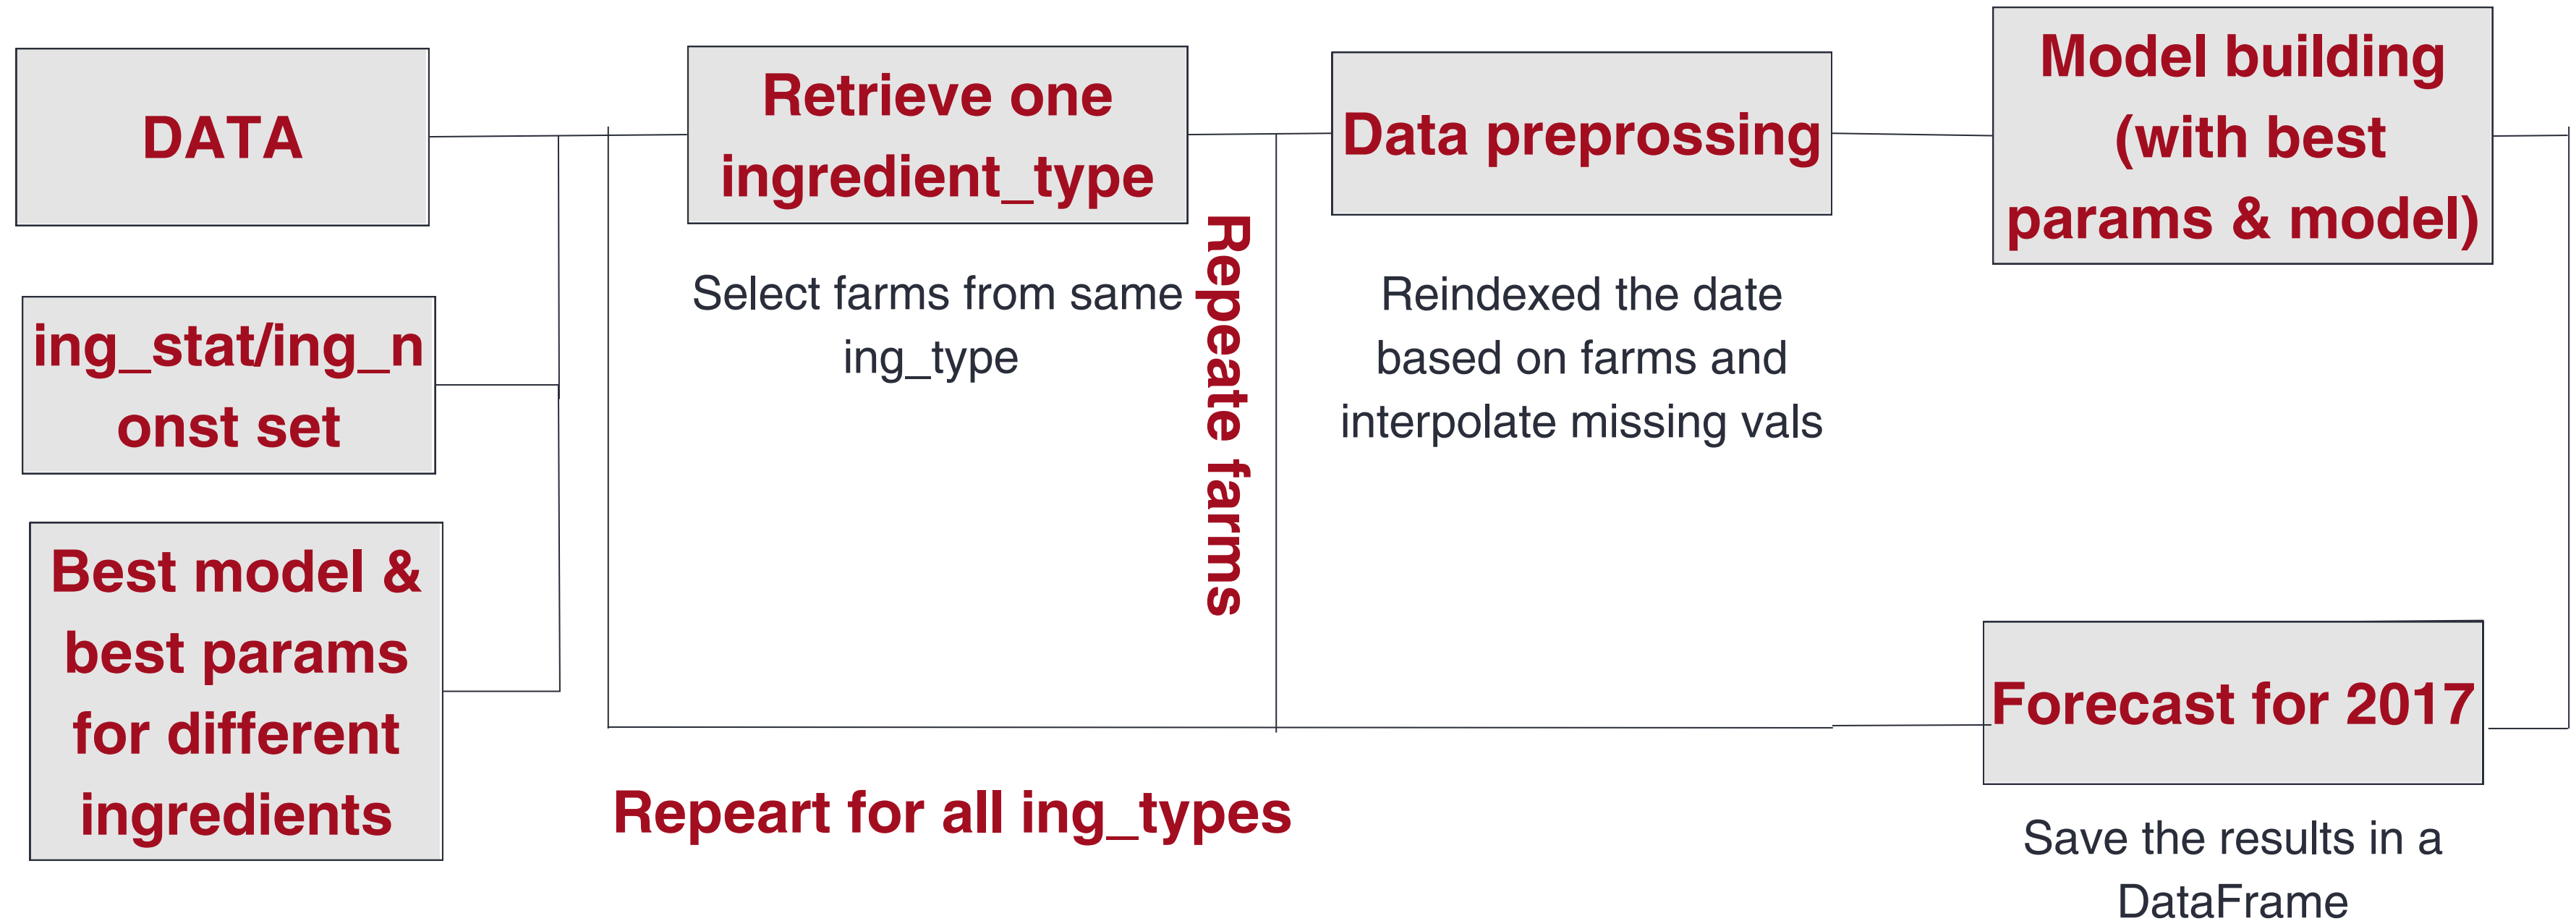 DATA
ing_stat/ing_n
onst set
Best model &
best params
for different
ingredients
Retrieve one
ingredient_type
Select farms from same
ing_type
Repeate farms
Data preprossing
Reindexed the date
based on farms and
interpolate missing vals
Model building
(with best
params & model)
Forecast for 2017
Save the results in a
DataFrame
Repeart for all ing_types